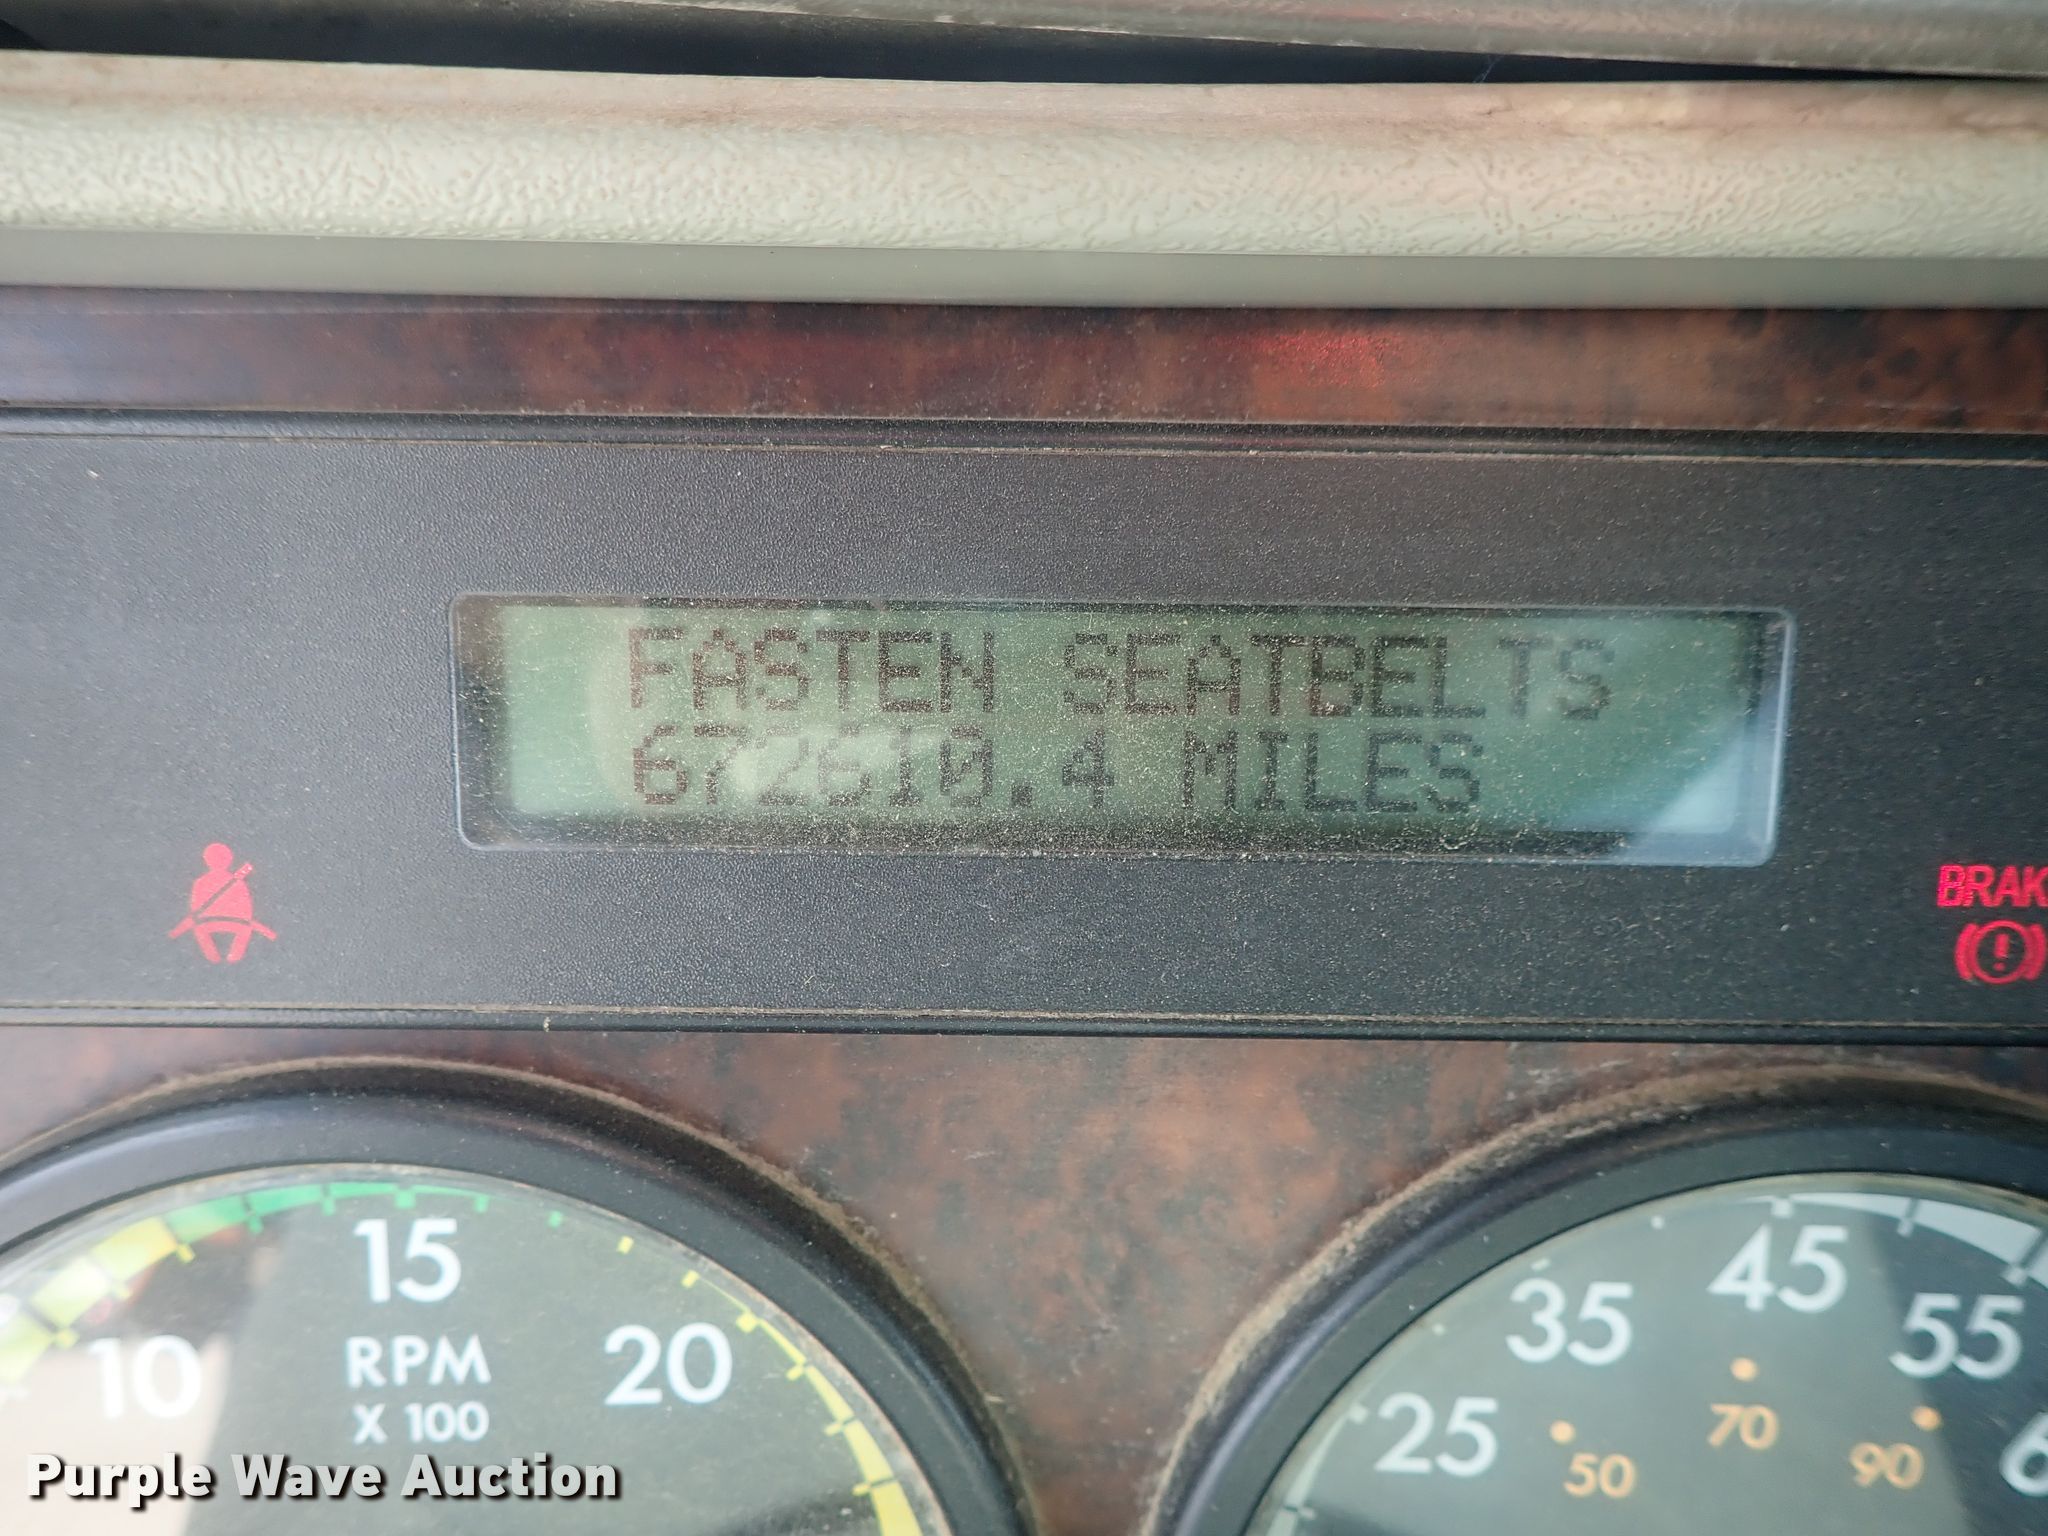 FASTEN SEATBELTS
672610.4 MILES
BRAK
15
10
20
RPM
X 100
45
35
55
25
70
50
90
6
Purple Wave Auction